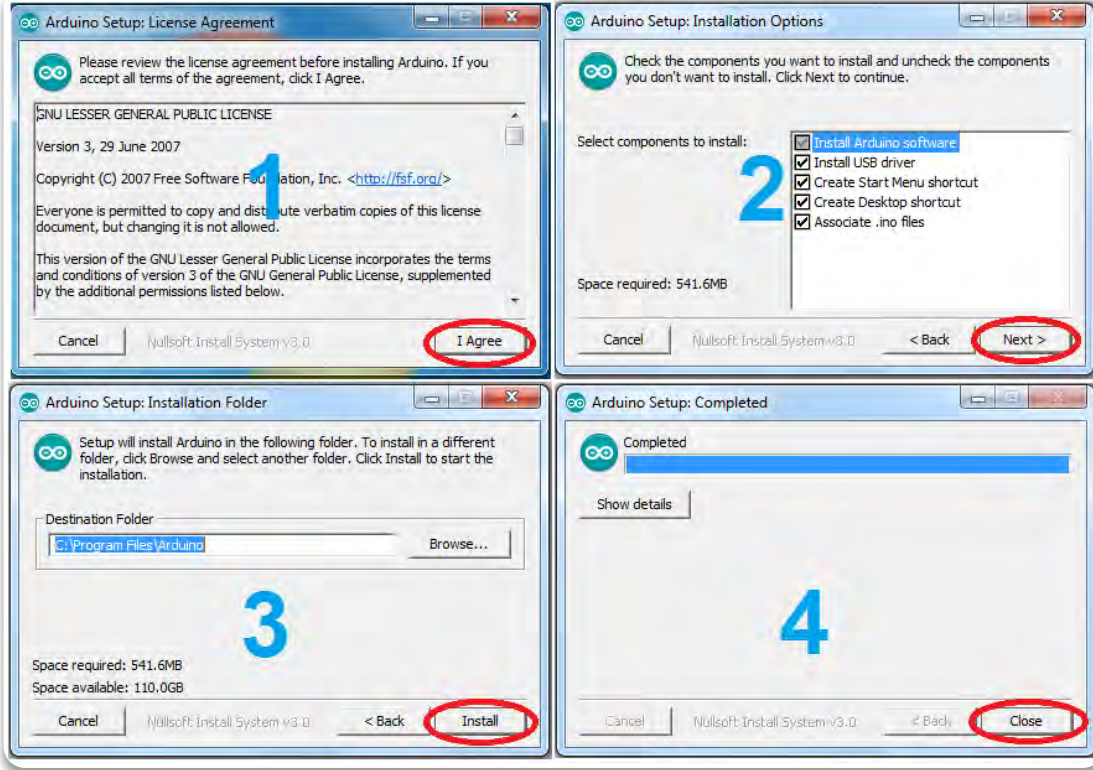 Arduino Setup: License Agreement
Please review the license agreement before installing Arduino. If you
accept all terms of the agreement, click I Agree.
GNU LESSER GENERAL PUBLIC LICENSE
Version 3, 29 June 2007
Copyright (C) 2007 Free Software Foundation, Inc. <http://fsf.org/>
Everyone is permitted to copy and distribute verbatim copies of this license
document, but changing it is not allowed.
This version of the GNU Lesser General Public License incorporates the terms
and conditions of version 3 of the GNU General Public License, supplemented
by the additional permissions listed below.
1
Cancel
Nullsoft Install System v3.0
I Agree
Arduino Setup: Installation Options
Check the components you want to install and uncheck the components
you don't want to install. Click Next to continue.
Select components to install:
Install Arduino software
Install USB driver
Create Start Menu shortcut
Create Desktop shortcut
Associate .ino files
2
Space required: 541.6MB
Cancel
Nullsoft Install System v3.0
< Back
Next >
Arduino Setup: Installation Folder
Setup will install Arduino in the following folder. To install in a different
folder, click Browse and select another folder. Click Install to start the
installation.
Destination Folder
C:\Program Files\Arduino
Browse...
3
Space required: 541.6MB
Space available: 110.0GB
Cancel
Nullsoft Install System v3.0
< Back
Install
Arduino Setup: Completed
Completed
Show details
4
Cancel
Nullsoft Install System v3.0
< Back
Close